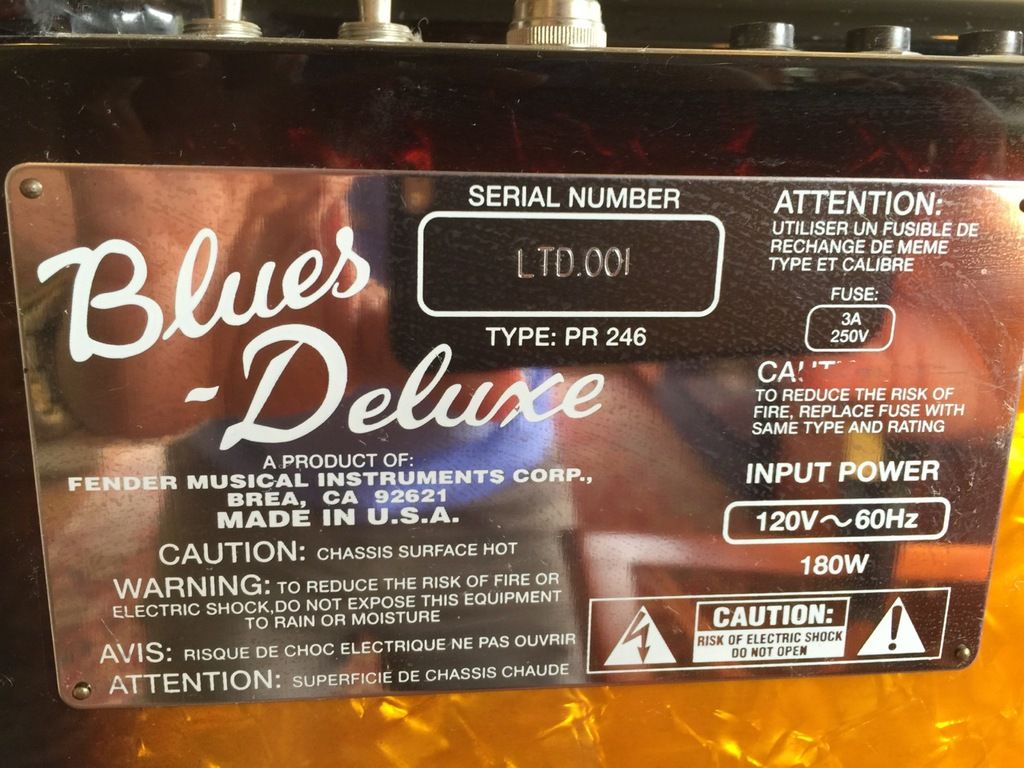 Blues
-Deluxe
SERIAL NUMBER
LTD.001
TYPE: PR 246
A PRODUCT OF:
FENDER MUSICAL INSTRUMENTS CORP.,
BREA, CA 92621
MADE IN U.S.A.
CAUTION: CHASSIS SURFACE HOT
WARNING: TO REDUCE THE RISK OF FIRE OR
ELECTRIC SHOCK,DO NOT EXPOSE THIS EQUIPMENT
TO RAIN OR MOISTURE
AVIS: RISQUE DE CHOC ELECTRIQUE NE PAS OUVRIR
ATTENTION: SUPERFICIE DE CHASSIS CHAUDE
ATTENTION:
UTILISER UN FUSIBLE DE
RECHANGE DE MEME
TYPE ET CALIBRE
FUSE:
3A
250V
TO REDUCE THE RISK OF
FIRE, REPLACE FUSE WITH
SAME TYPE AND RATING
INPUT POWER
120V~60Hz
180W
CAUTION:
RISK OF ELECTRIC SHOCK
DO NOT OPEN